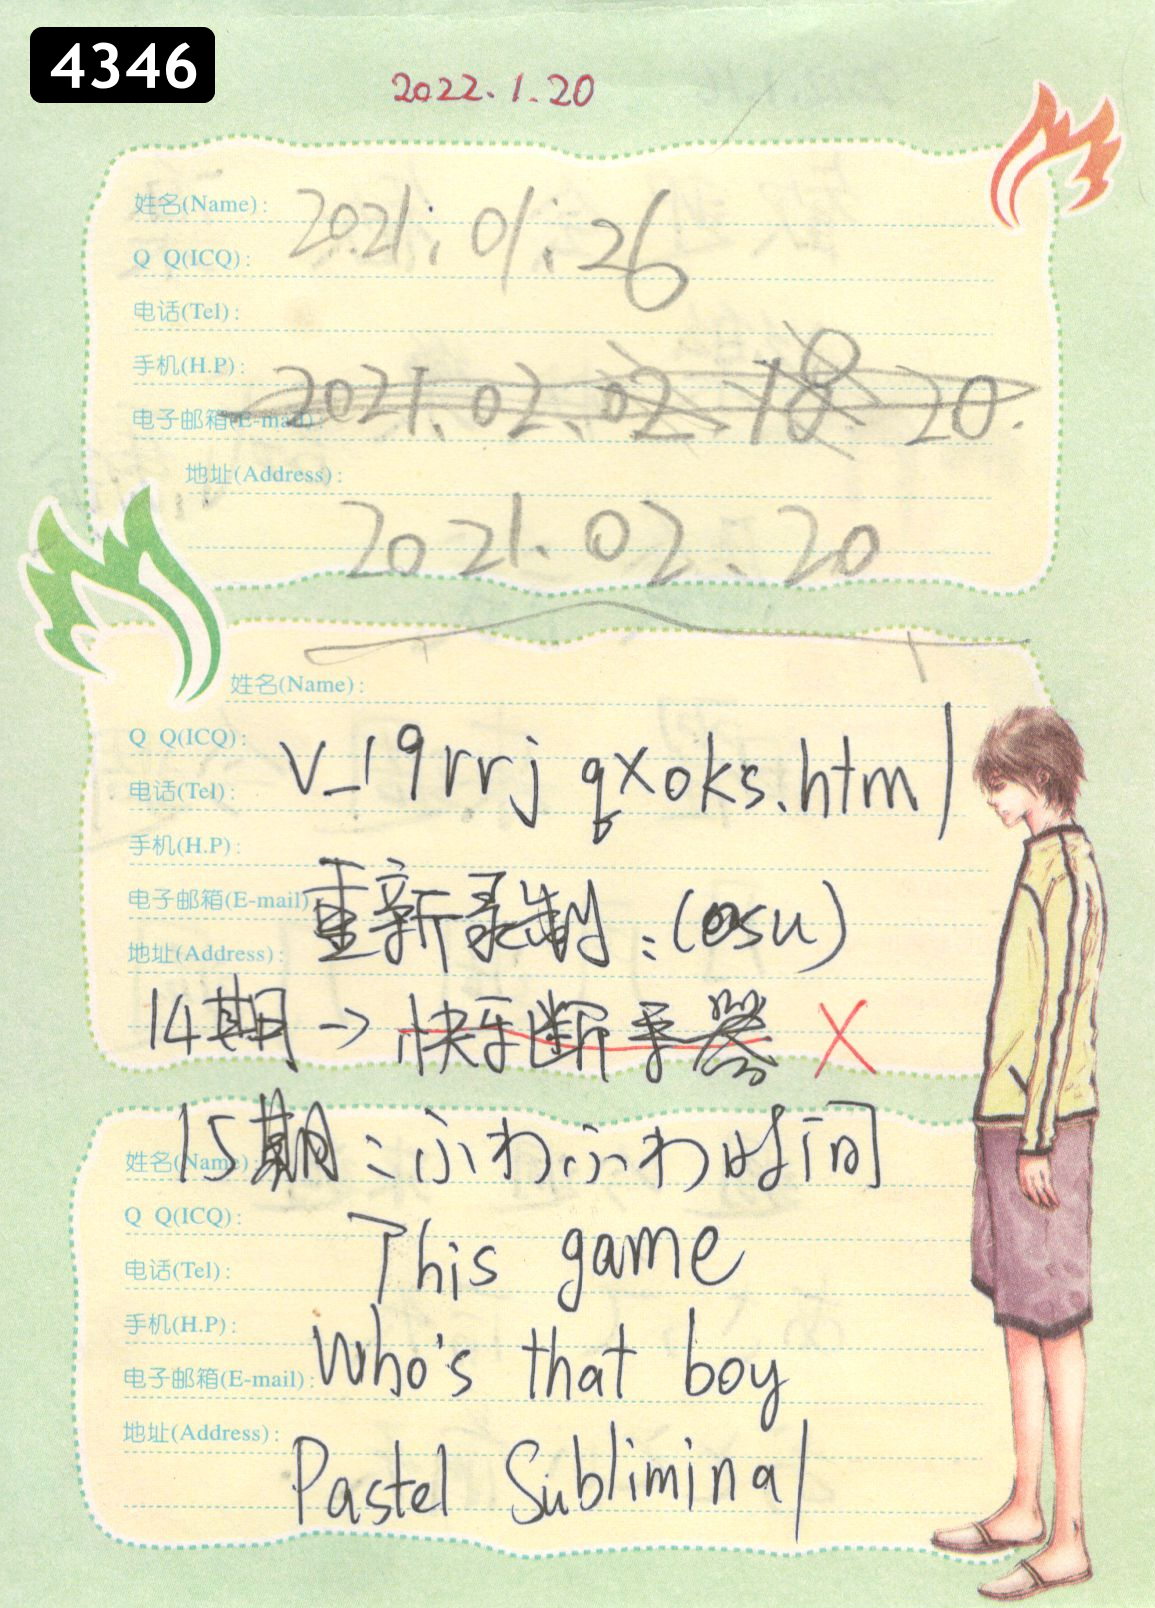 4346
2022.1.20
姓名(Name):
2021.01.26
Q Q(ICQ):
电话(Tel):
手机(H.P):
2021.02.02.18 20.
电子邮箱(E-mail):
地址(Address):
2021.02.20
姓名(Name):
Q Q(ICQ):
v_19rrjqxoks.html
电话(Tel):
手机(H.P):
电子邮箱(E-mail)
重新录制:(osu)
地址(Address):
14期→快乐断手器 X
15期:ふわふわ时间
姓名(Name):
Q Q(ICQ):
This game
电话(Tel):
手机(H.P):
Who's that boy
电子邮箱(E-mail):
地址(Address):
Pastel Subliminal